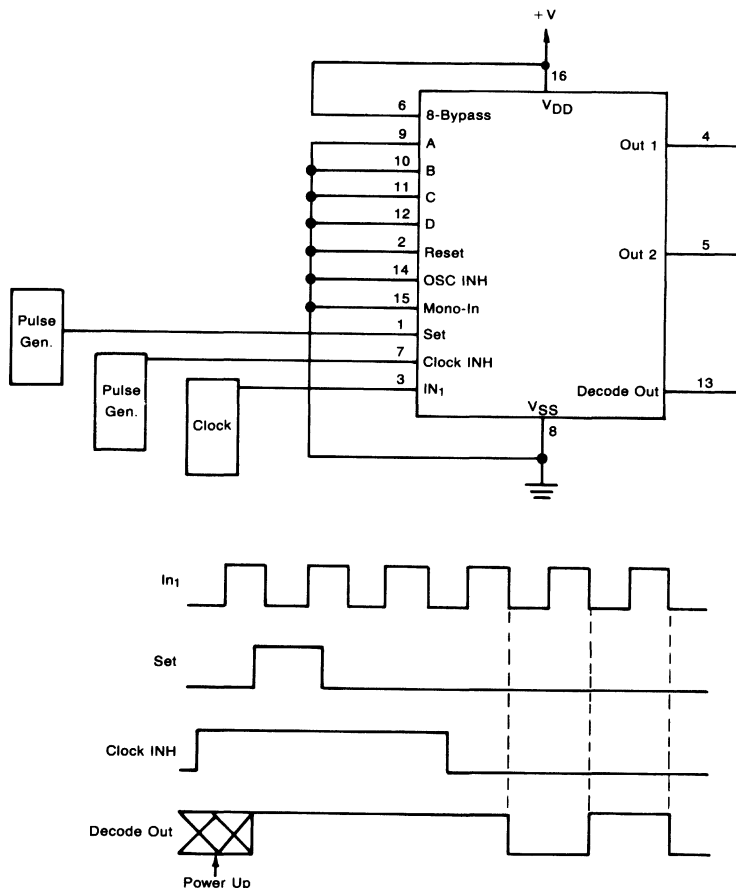 +V
16
VDD
6 8-Bypass
9 A
10 B
11 C
12 D
2 Reset
14 OSC INH
15 Mono-In
1 Set
7 Clock INH
3 IN1
Out 1 4
Out 2 5
Decode Out 13
VSS
8
Pulse
Gen.
Pulse
Gen.
Clock
In1
Set
Clock INH
Decode Out
Power Up